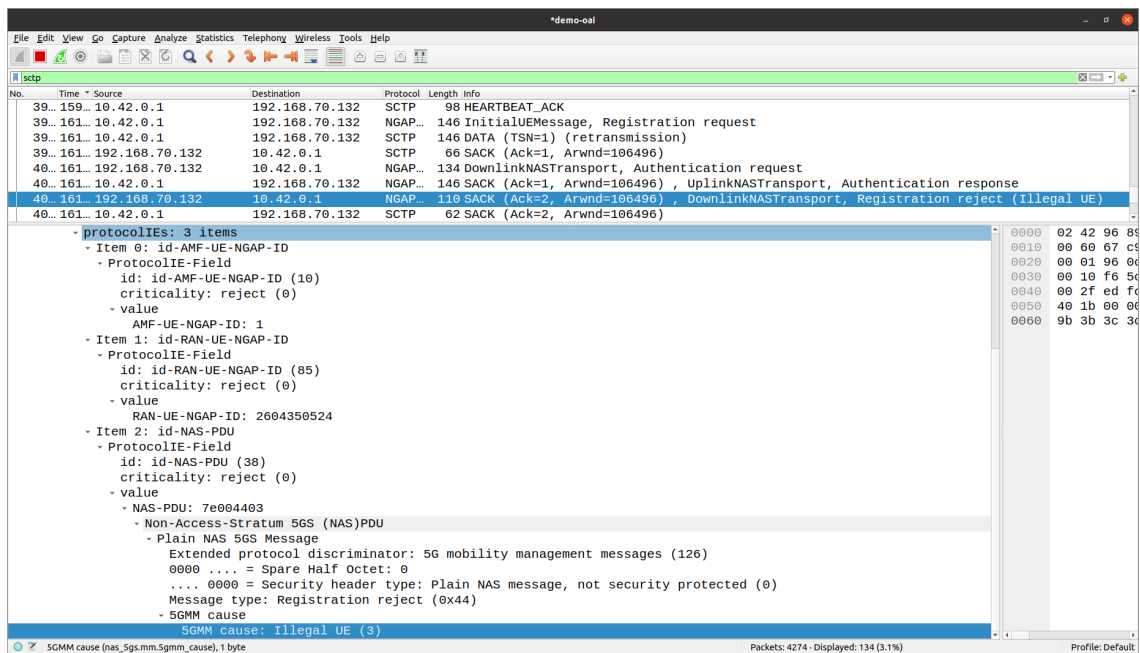 *demo-oai
File Edit View Go Capture Analyze Statistics Telephony Wireless Tools Help
sctp
No. Time Source Destination Protocol Length Info
39… 159… 10.42.0.1 192.168.70.132 SCTP 98 HEARTBEAT_ACK
39… 161… 10.42.0.1 192.168.70.132 NGAP… 146 InitialUEMessage, Registration request
39… 161… 10.42.0.1 192.168.70.132 SCTP 146 DATA (TSN=1) (retransmission)
39… 161… 192.168.70.132 10.42.0.1 SCTP 66 SACK (Ack=1, Arwnd=106496)
40… 161… 192.168.70.132 10.42.0.1 NGAP… 134 DownlinkNASTransport, Authentication request
40… 161… 10.42.0.1 192.168.70.132 NGAP… 146 SACK (Ack=1, Arwnd=106496) , UplinkNASTransport, Authentication response
40… 161… 192.168.70.132 10.42.0.1 NGAP… 110 SACK (Ack=2, Arwnd=106496) , DownlinkNASTransport, Registration reject (Illegal UE)
40… 161… 10.42.0.1 192.168.70.132 SCTP 62 SACK (Ack=2, Arwnd=106496)
protocolIEs: 3 items
Item 0: id-AMF-UE-NGAP-ID
ProtocolIE-Field
id: id-AMF-UE-NGAP-ID (10)
criticality: reject (0)
value
AMF-UE-NGAP-ID: 1
Item 1: id-RAN-UE-NGAP-ID
ProtocolIE-Field
id: id-RAN-UE-NGAP-ID (85)
criticality: reject (0)
value
RAN-UE-NGAP-ID: 2604350524
Item 2: id-NAS-PDU
ProtocolIE-Field
id: id-NAS-PDU (38)
criticality: reject (0)
value
NAS-PDU: 7e004403
Non-Access-Stratum 5GS (NAS)PDU
Plain NAS 5GS Message
Extended protocol discriminator: 5G mobility management messages (126)
0000 .... = Spare Half Octet: 0
.... 0000 = Security header type: Plain NAS message, not security protected (0)
Message type: Registration reject (0x44)
5GMM cause
5GMM cause: Illegal UE (3)
0000 02 42 96 89
0010 00 60 67
0020 00 01 96
0030 00 10 f6
0040 00 2f ed
0050 40 1b 00
0060 9b 3b 3c
5GMM cause (nas_5gs.mm.5gmm_cause), 1 byte
Packets: 4274 · Displayed: 134 (3.1%)
Profile: Default